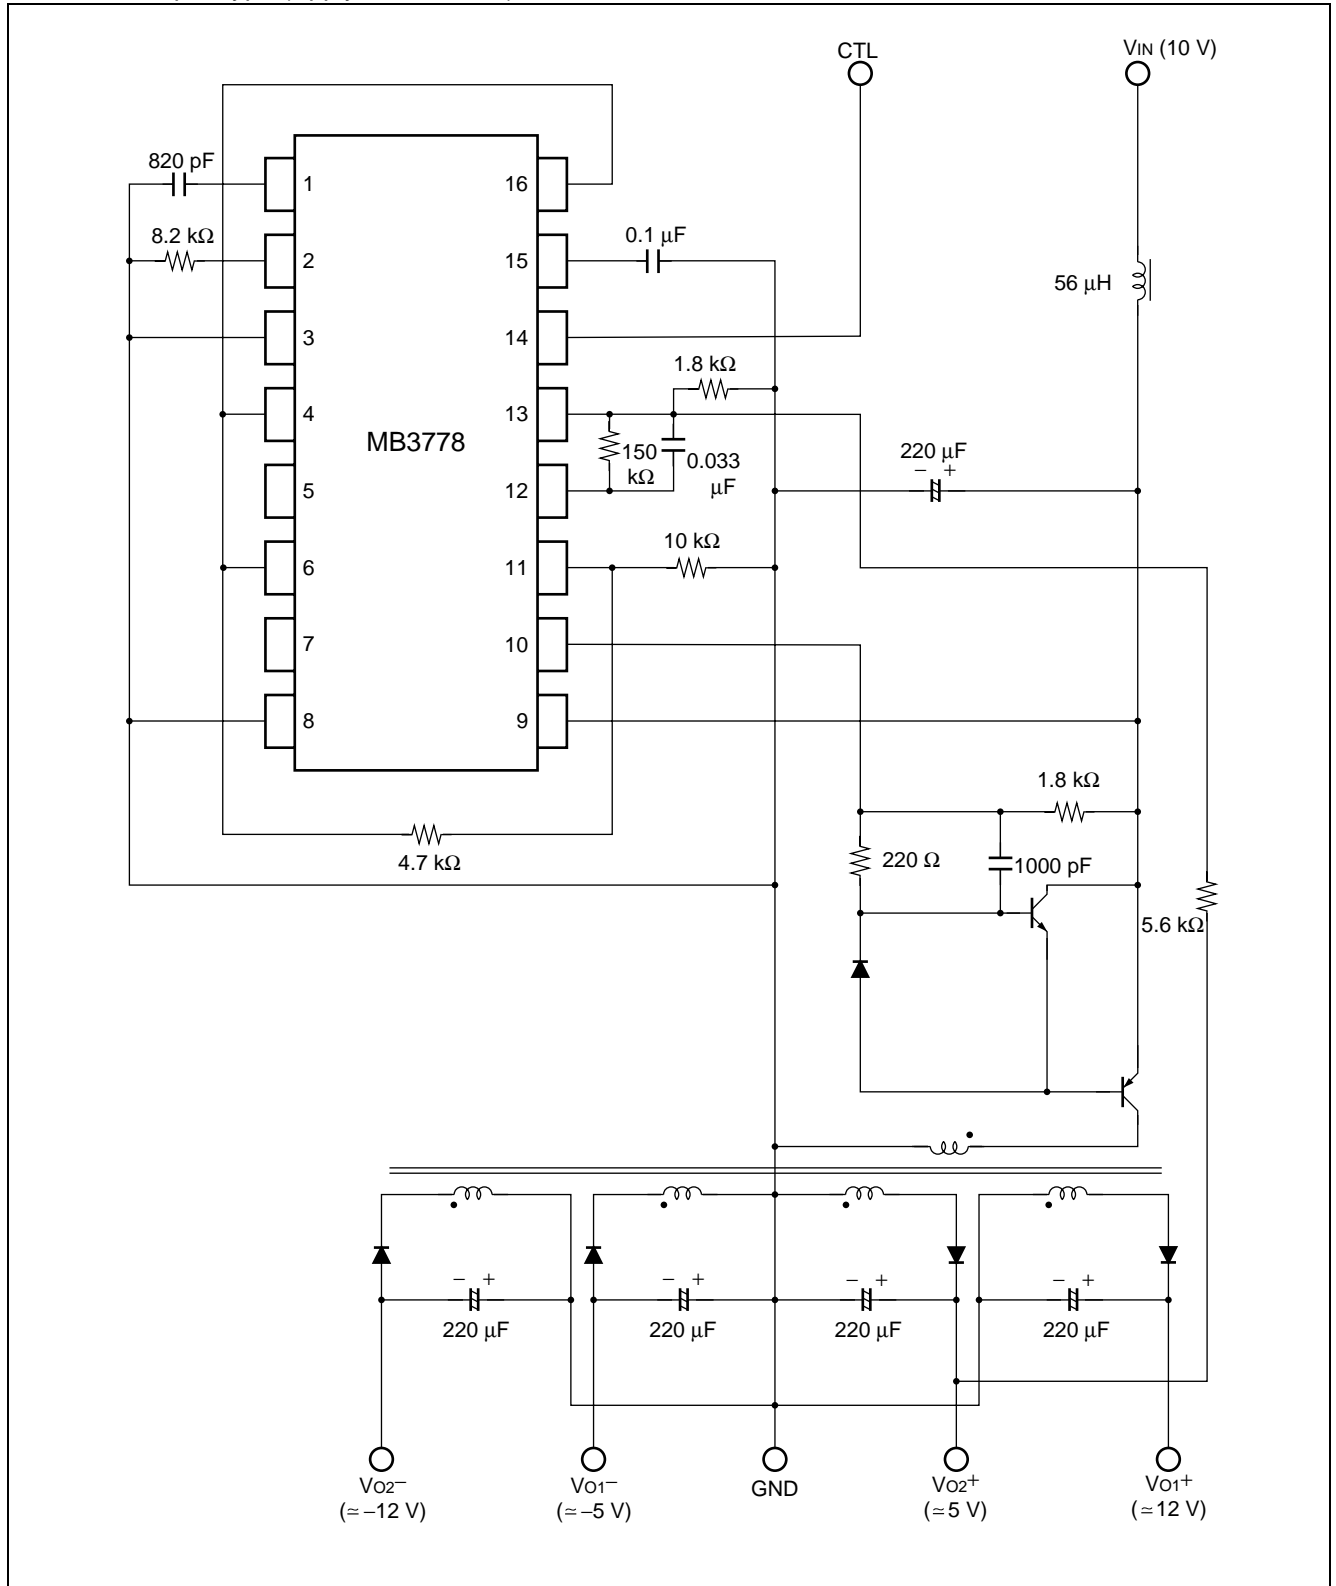 CTL
VIN (10 V)
820 pF
1
16
8.2 kΩ
0.1 μF
2
15
56 μH
3
14
1.8 kΩ
4
13
MB3778
150
kΩ
0.033
μF
220 μF
− +
5
12
10 kΩ
6
11
7
10
8
9
1.8 kΩ
4.7 kΩ
220 Ω
1000 pF
5.6 kΩ
− +
− +
− +
− +
220 μF
220 μF
220 μF
220 μF
VO2−
(≃−12 V)
VO1−
(≃−5 V)
GND
VO2+
(≃5 V)
VO1+
(≃12 V)